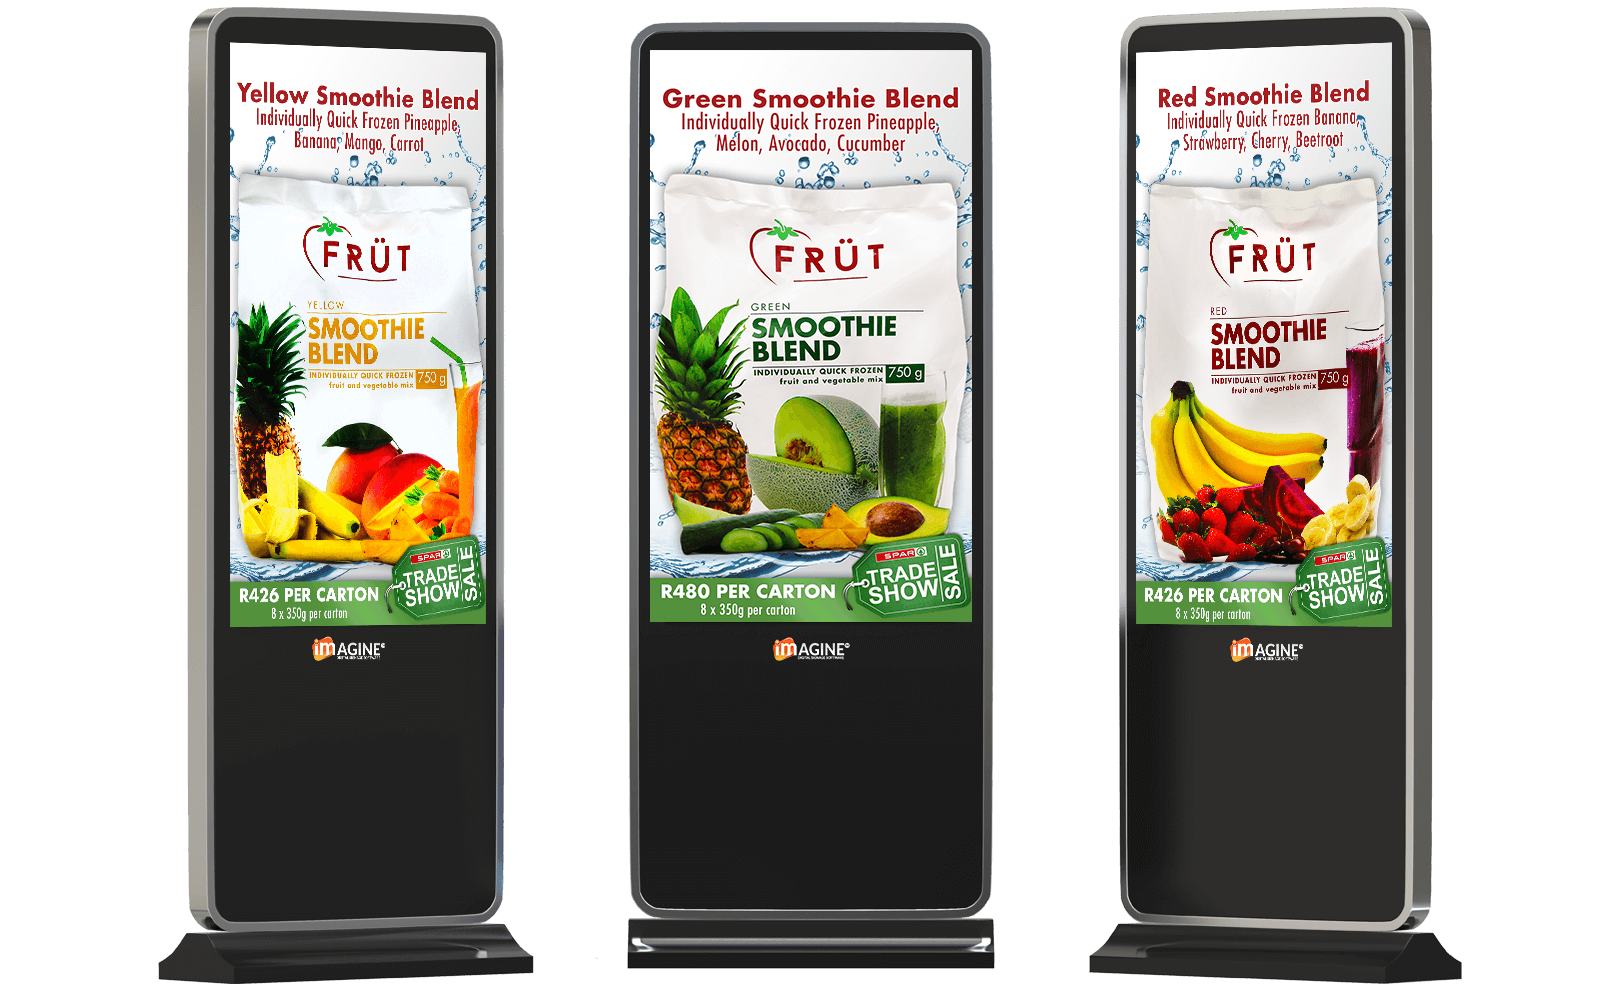 Yellow Smoothie Blend
Individually Quick Frozen Pineapple,
Banana, Mango, Carrot
FRÜT
YELLOW
SMOOTHIE
BLEND
INDIVIDUALLY QUICK FROZEN
fruit and vegetable mix
750 g
SPAR
TRADE
SHOW
SALE
R426 PER CARTON
8 x 350g per carton
imAGINE
Green Smoothie Blend
Individually Quick Frozen Pineapple,
Melon, Avocado, Cucumber
FRÜT
GREEN
SMOOTHIE
BLEND
INDIVIDUALLY QUICK FROZEN
fruit and vegetable mix
750 g
SPAR
TRADE
SHOW
SALE
R480 PER CARTON
8 x 350g per carton
imAGINE
DIGITAL SIGNAGE SOFTWARE
Red Smoothie Blend
Individually Quick Frozen Banana,
Strawberry, Cherry, Beetroot
FRÜT
RED
SMOOTHIE
BLEND
INDIVIDUALLY QUICK FROZEN
fruit and vegetable mix
750 g
SPAR
TRADE
SHOW
SALE
R426 PER CARTON
8 x 350g per carton
imAGINE